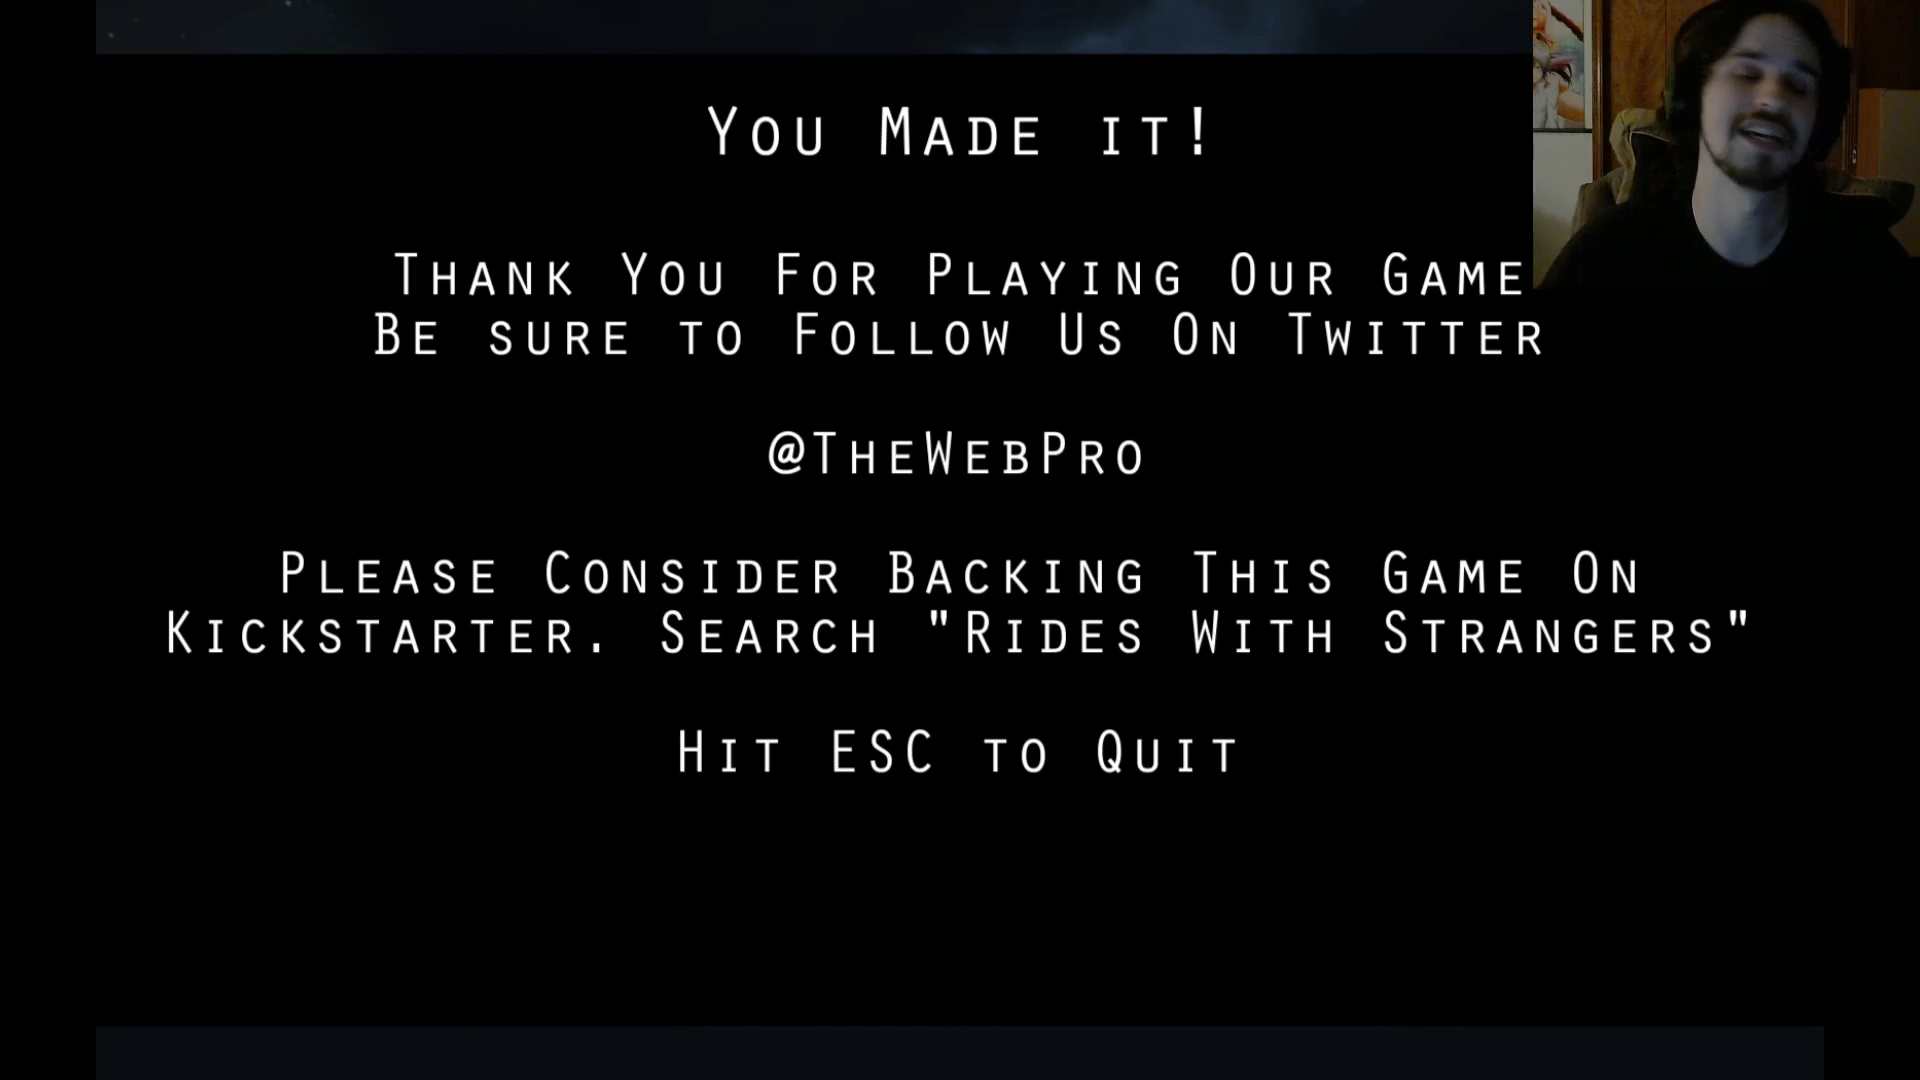 You Made it!
Thank You For Playing Our Game
Be sure to Follow Us On Twitter
@TheWebPro
Please Consider Backing This Game On
Kickstarter. Search "Rides With Strangers"
Hit ESC to Quit